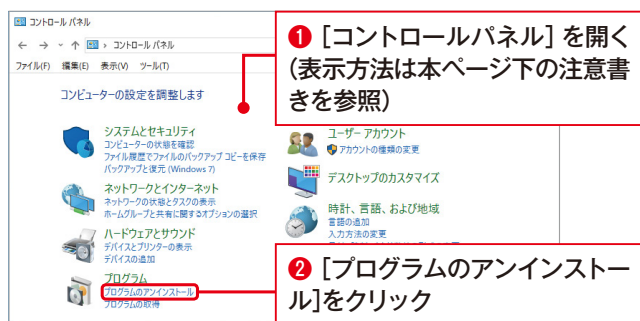 コントロール パネル
コントロール パネル
ファイル(F) 編集(E) 表示(V) ツール(T)
❶［コントロールパネル］を開く
（表示方法は本ページ下の注意書
きを参照）
コンピューターの設定を調整します
システムとセキュリティ
コンピューターの状態を確認
ファイル履歴でファイルのバックアップ コピーを保存
バックアップと復元 (Windows 7)
ネットワークとインターネット
ネットワークの状態とタスクの表示
ホームグループと共有に関するオプションの選択
ハードウェアとサウンド
デバイスとプリンターの表示
デバイスの追加
プログラム
プログラムのアンインストール
プログラムの取得
ユーザー アカウント
アカウントの種類の変更
デスクトップのカスタマイズ
時計、言語、および地域
言語の追加
入力方法の変更
❷［プログラムのアンインストー
ル］をクリック